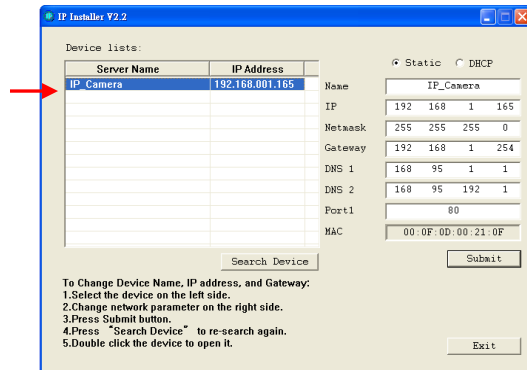 IP Installer V2.2
Device lists:
Server Name IP Address
IP_Camera 192.168.001.165
Static DHCP
Name IP_Camera
IP 192 168 1 165
Netmask 255 255 255 0
Gateway 192 168 1 254
DNS 1 168 95 1 1
DNS 2 168 95 192 1
Port1 80
MAC 00:0F:0D:00:21:0F
Search Device
Submit
To Change Device Name, IP address, and Gateway:
1.Select the device on the left side.
2.Change network parameter on the right side.
3.Press Submit button.
4.Press “Search Device” to re-search again.
5.Double click the device to open it.
Exit